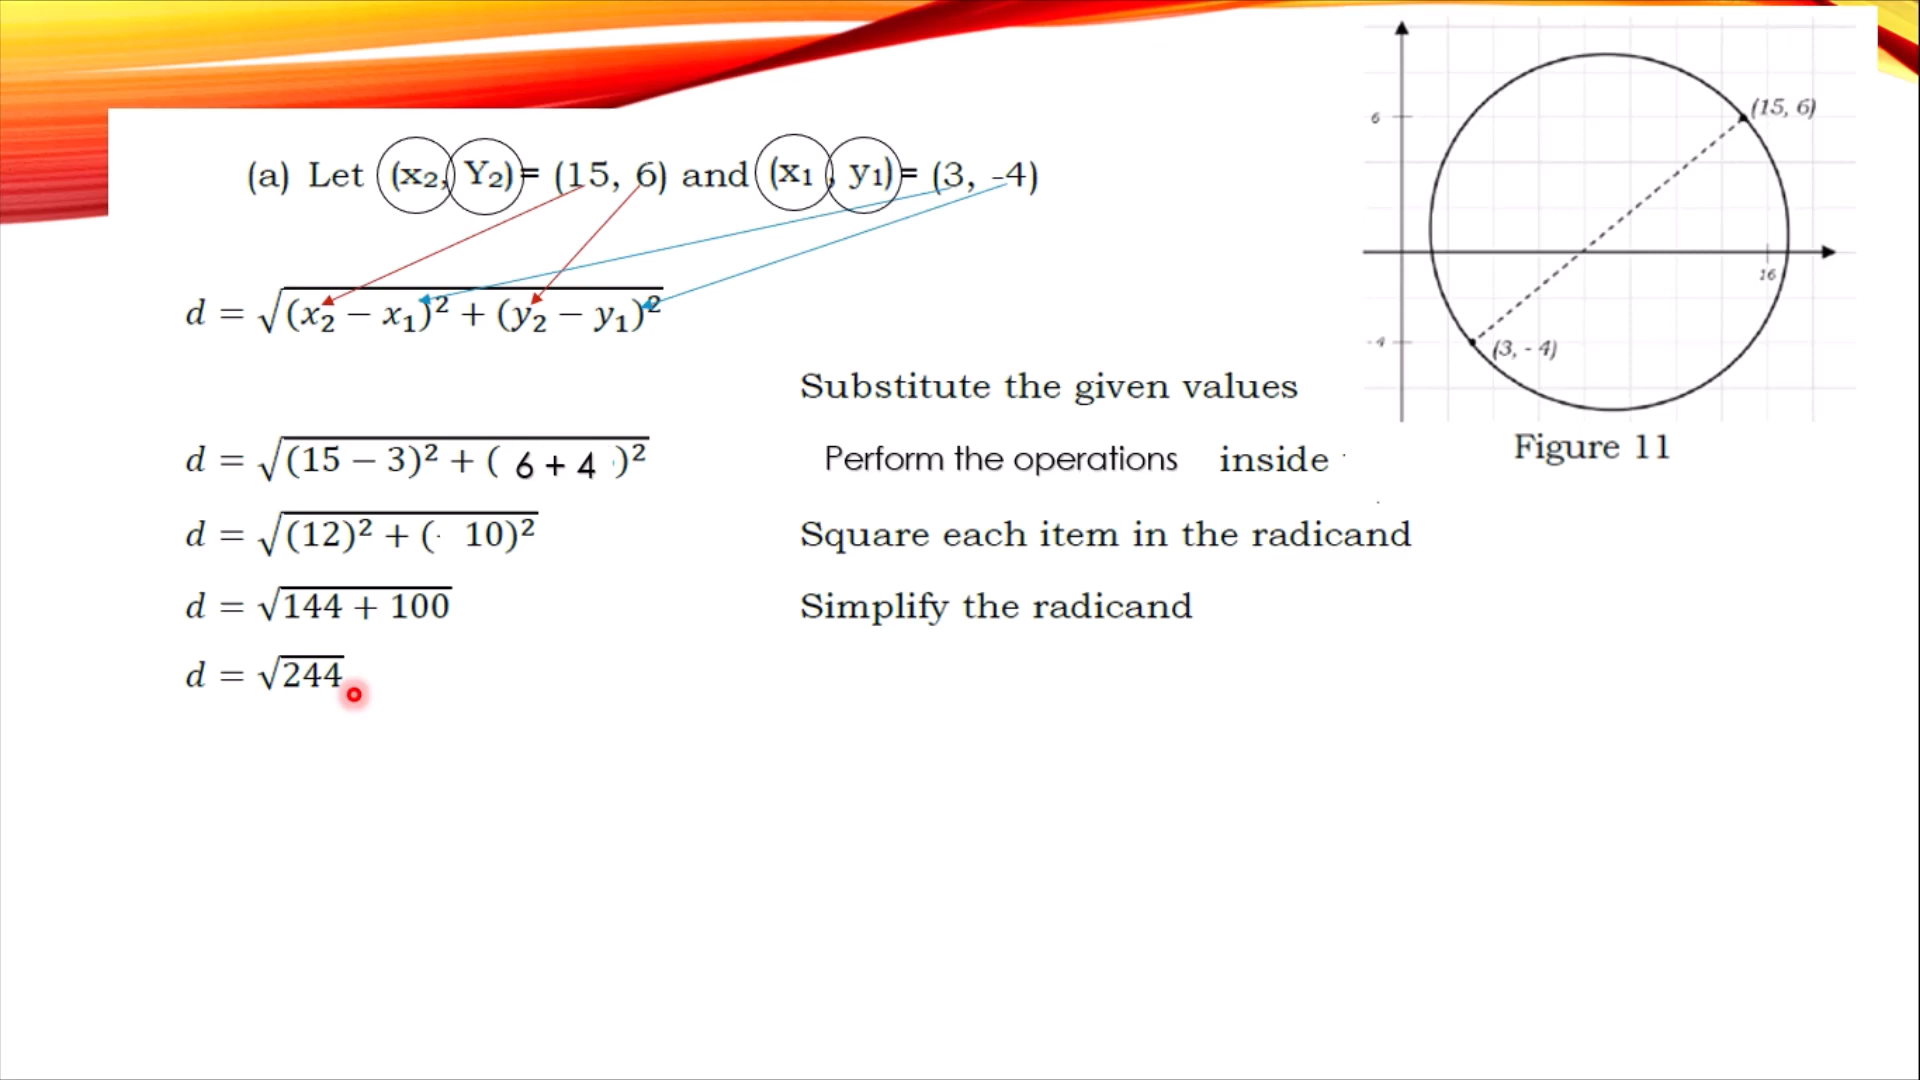 (a) Let (x₂, Y₂) = (15, 6) and (x₁, y₁) = (3, -4)
d = √(x₂ − x₁)² + (y₂ − y₁)²
Substitute the given values
d = √(15 − 3)² + ( 6 + 4 )² Perform the operations inside
d = √(12)² + ( 10)² Square each item in the radicand
d = √144 + 100 Simplify the radicand
d = √244
6
(15, 6)
16
-4
(3, - 4)
Figure 11